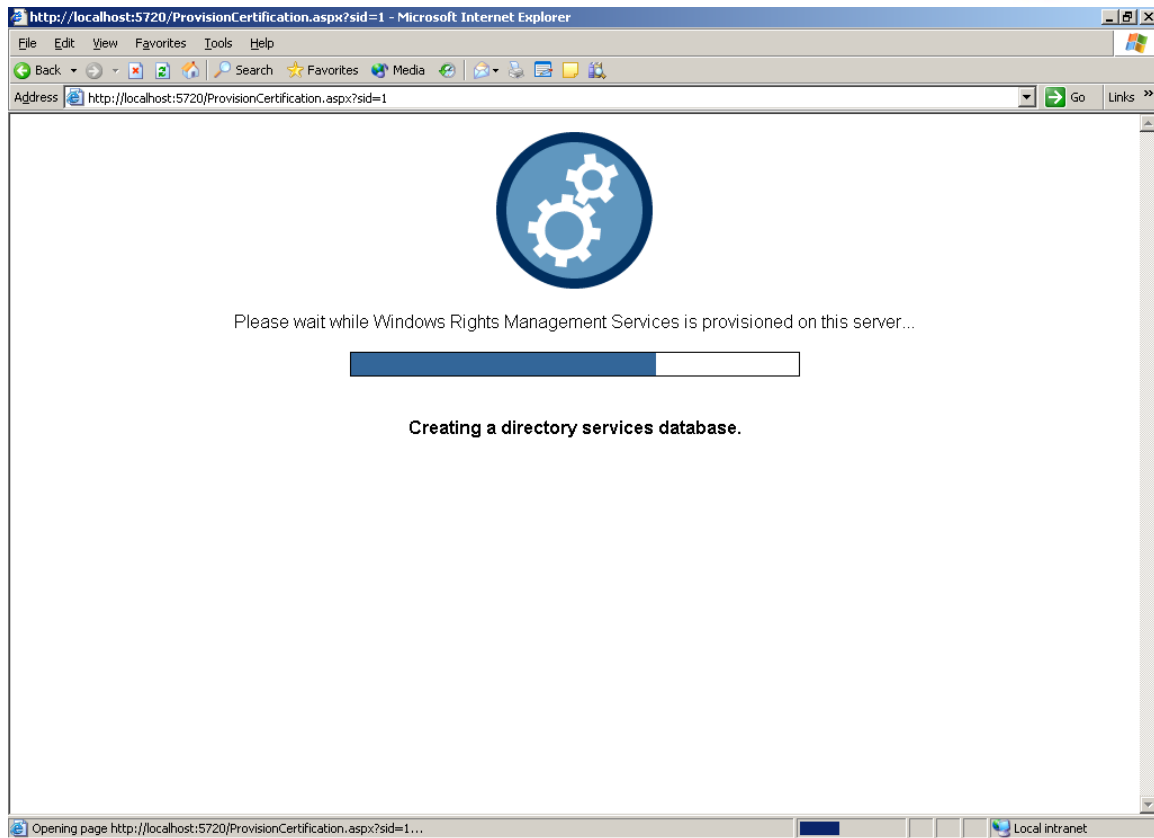 http://localhost:5720/ProvisionCertification.aspx?sid=1 - Microsoft Internet Explorer
File Edit View Favorites Tools Help
Back Search Favorites Media
Address http://localhost:5720/ProvisionCertification.aspx?sid=1 Go Links »
Please wait while Windows Rights Management Services is provisioned on this server...
Creating a directory services database.
Opening page http://localhost:5720/ProvisionCertification.aspx?sid=1... Local intranet